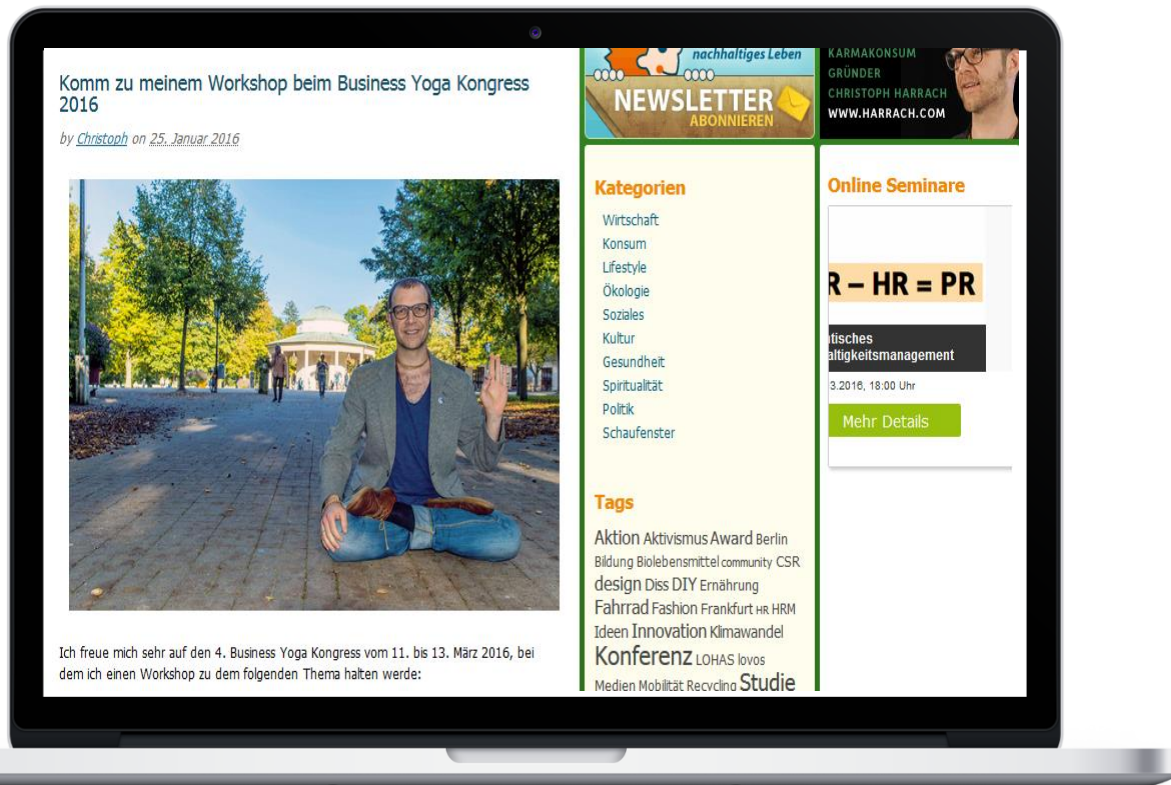 Komm zu meinem Workshop beim Business Yoga Kongress
2016
by Christoph on 25. Januar 2016
Ich freue mich sehr auf den 4. Business Yoga Kongress vom 11. bis 13. März 2016, bei
dem ich einen Workshop zu dem folgenden Thema halten werde:
nachhaltiges Leben
NEWSLETTER
ABONNIEREN
Kategorien
Wirtschaft
Konsum
Lifestyle
Ökologie
Soziales
Kultur
Gesundheit
Spiritualität
Politik
Schaufenster
Tags
Aktion Aktivismus Award Berlin
Bildung Biolebensmittel community CSR
design Diss DIY Ernährung
Fahrrad Fashion Frankfurt HR HRM
Ideen Innovation Klimawandel
Konferenz LOHAS lovos
Medien Mobilität Recycling Studie
KARMAKONSUM
GRÜNDER
CHRISTOPH HARRACH
WWW.HARRACH.COM
Online Seminare
R – HR = PR
ntisches
altigkeitsmanagement
3.2016, 18:00 Uhr
Mehr Details